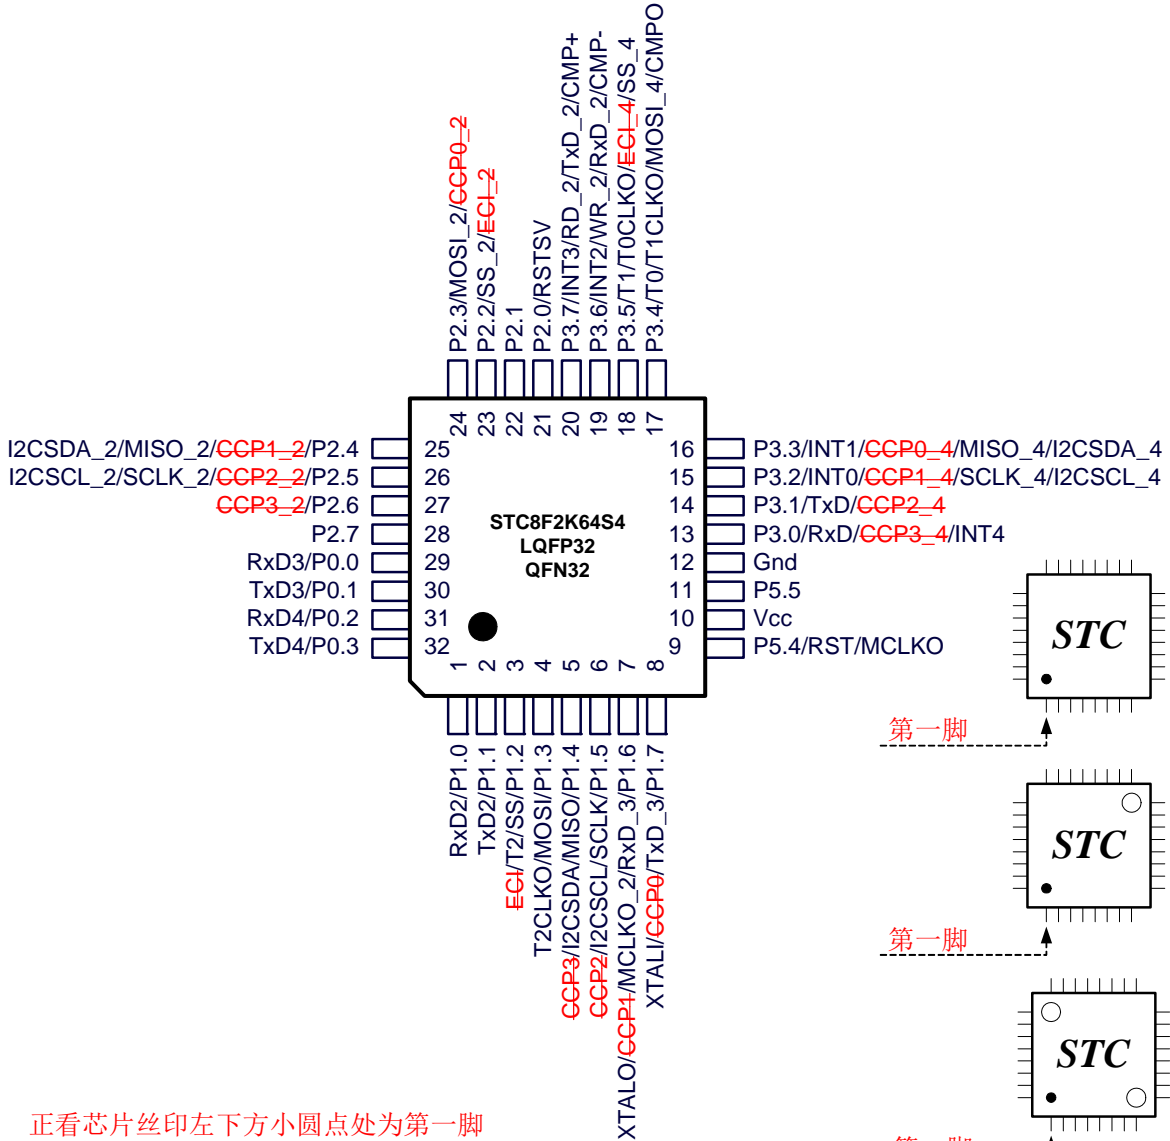 P2.3/MOSI_2/CCP0_2
P2.2/SS_2/ECI_2
P2.1
P2.0/RSTSV
P3.7/INT3/RD_2/TxD_2/CMP+
P3.6/INT2/WR_2/RxD_2/CMP-
P3.5/T1/T0CLKO/ECI_4/SS_4
P3.4/T0/T1CLKO/MOSI_4/CMPO
24
23
22
21
20
19
18
17
I2CSDA_2/MISO_2/CCP1_2/P2.4
I2CSCL_2/SCLK_2/CCP2_2/P2.5
CCP3_2/P2.6
P2.7
RxD3/P0.0
TxD3/P0.1
RxD4/P0.2
TxD4/P0.3
25
26
27
28
29
30
31
32
STC8F2K64S4
LQFP32
QFN32
16
15
14
13
12
11
10
9
P3.3/INT1/CCP0_4/MISO_4/I2CSDA_4
P3.2/INT0/CCP1_4/SCLK_4/I2CSCL_4
P3.1/TxD/CCP2_4
P3.0/RxD/CCP3_4/INT4
Gnd
P5.5
Vcc
P5.4/RST/MCLKO
1
2
3
4
5
6
7
8
RxD2/P1.0
TxD2/P1.1
ECI/T2/SS/P1.2
T2CLKO/MOSI/P1.3
CCP3/I2CSDA/MISO/P1.4
CCP2/I2CSCL/SCLK/P1.5
XTALO/CCP1/MCLKO_2/RxD_3/P1.6
XTALI/CCP0/TxD_3/P1.7
STC
第一脚
STC
第一脚
STC
第一脚
正看芯片丝印左下方小圆点处为第一脚